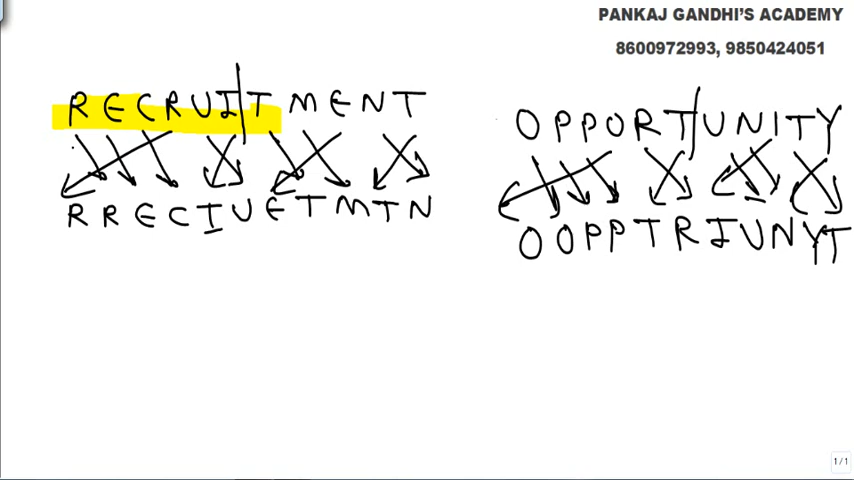 PANKAJ GANDHI'S ACADEMY
8600972993, 9850424051
RECRUITMENT
RRECIUETMTN
OPPORTUNITY
OOPPTRIUNYT
1/1